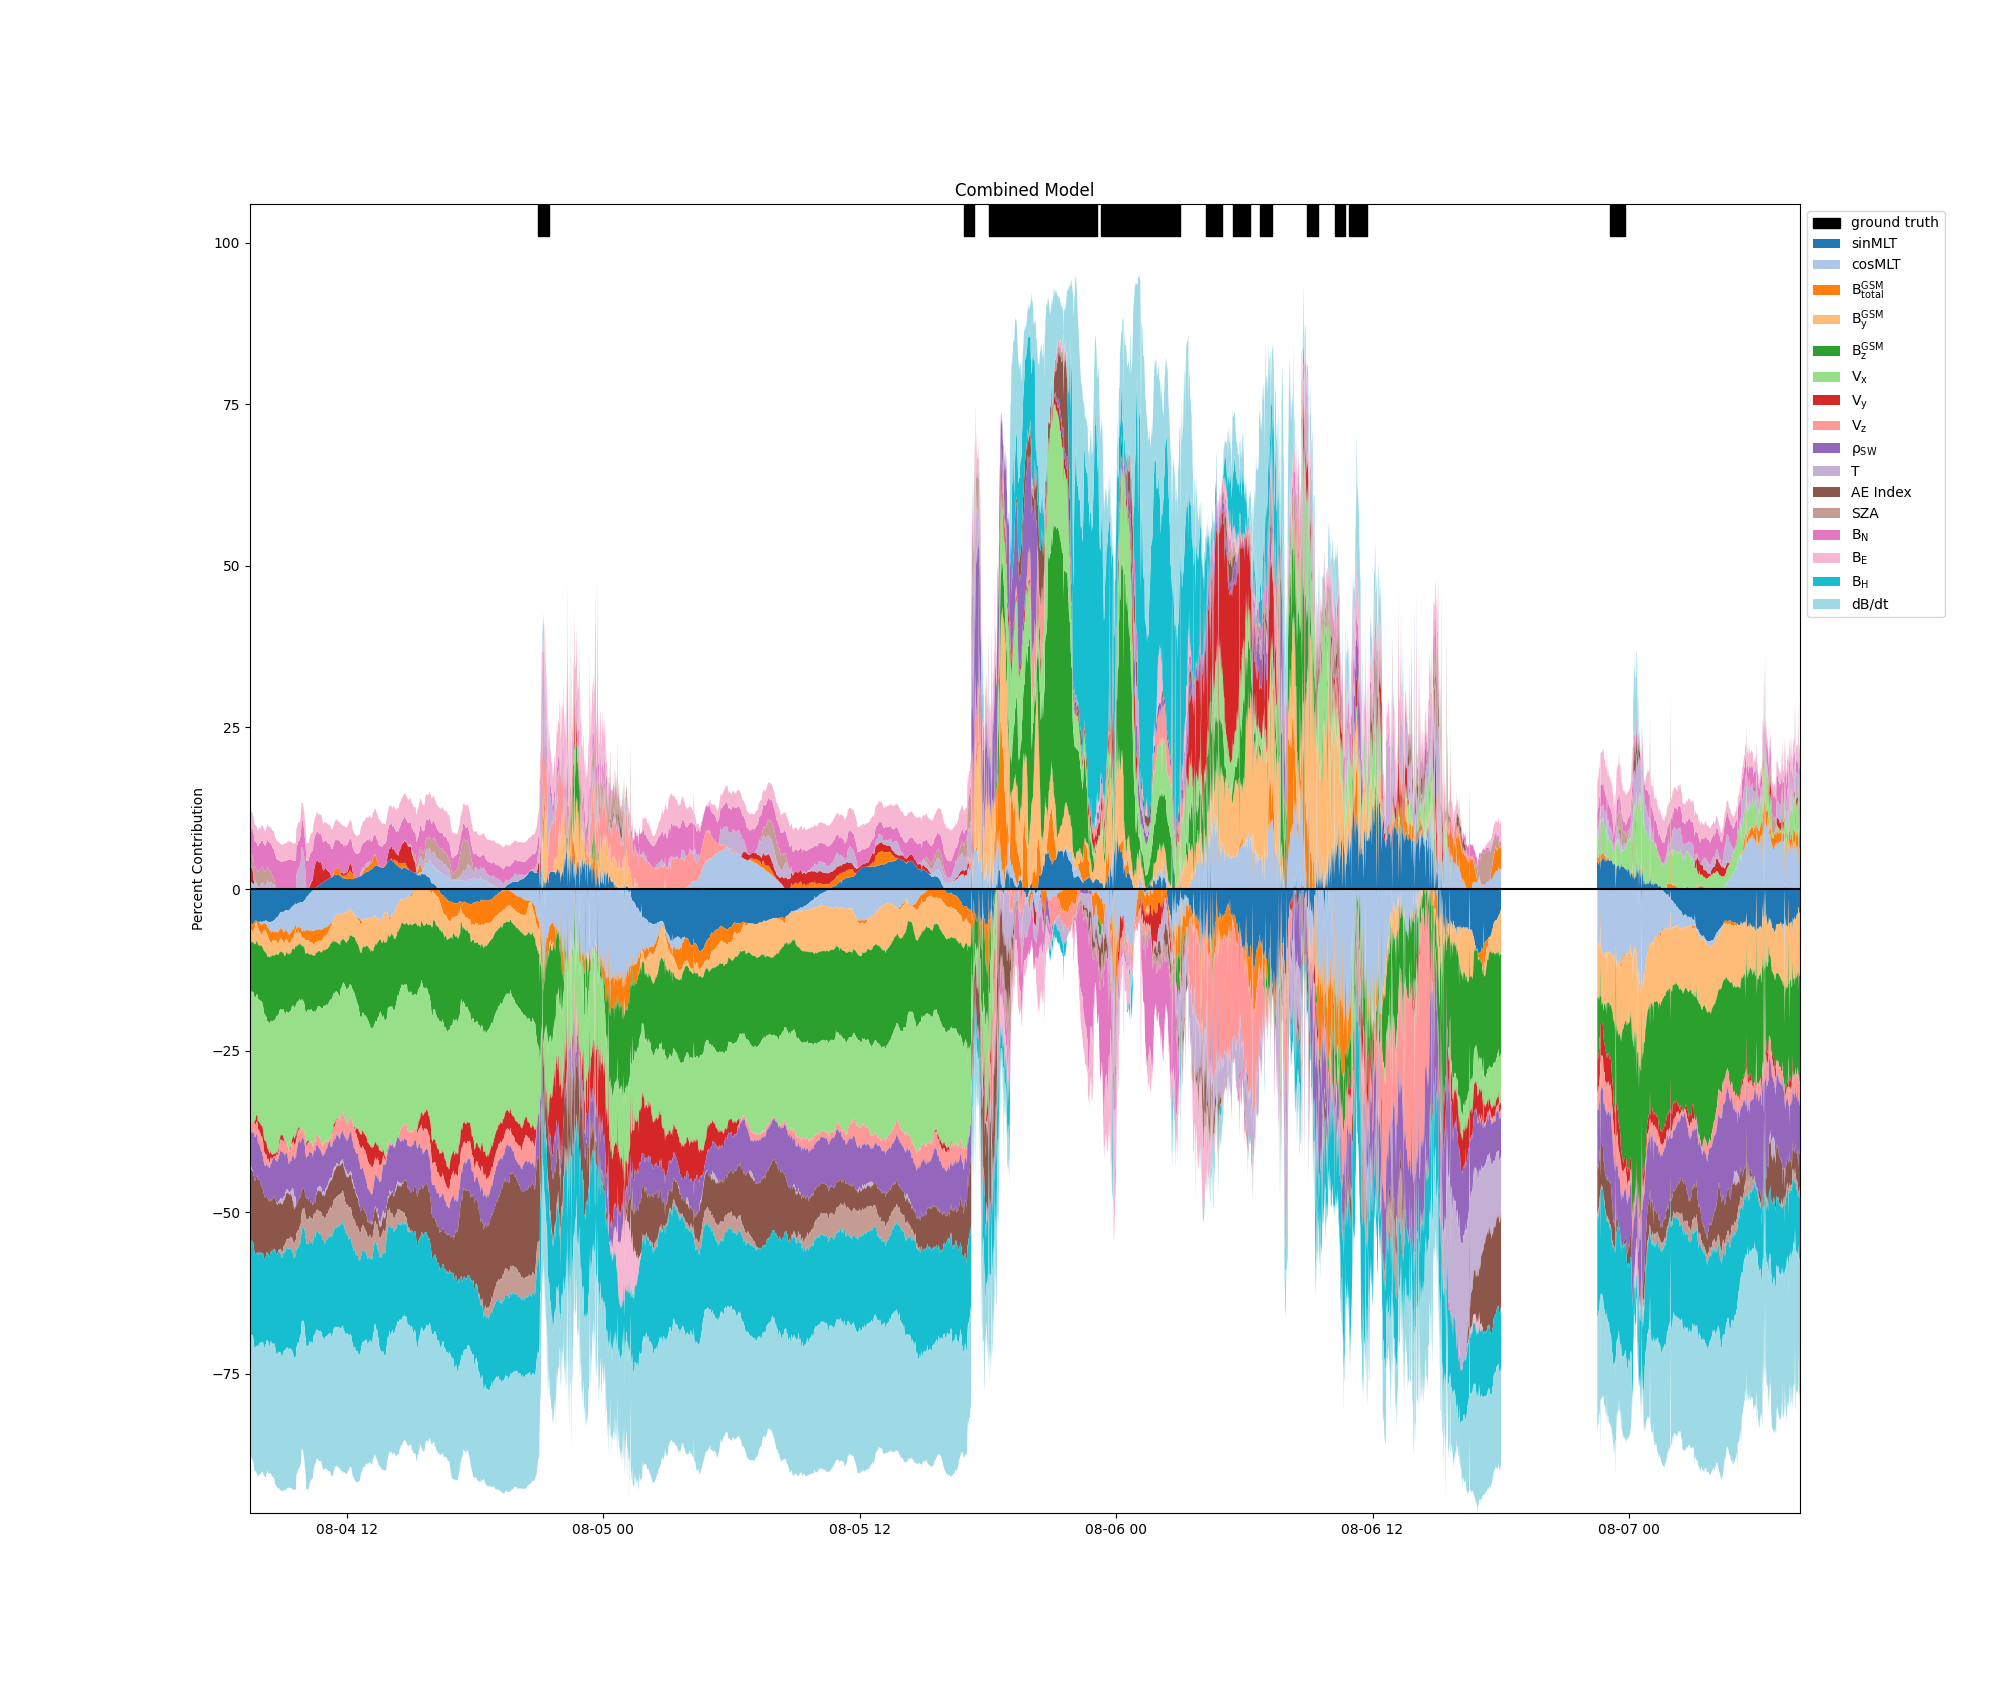 Combined Model
100
75
50
25
0
−25
−50
−75
Percent Contribution
08-04 12
08-05 00
08-05 12
08-06 00
08-06 12
08-07 00
ground truth
sinMLT
cosMLT
B_total^GSM
B_y^GSM
B_z^GSM
V_x
V_y
V_z
ρ_SW
T
AE Index
SZA
B_N
B_E
B_H
dB/dt